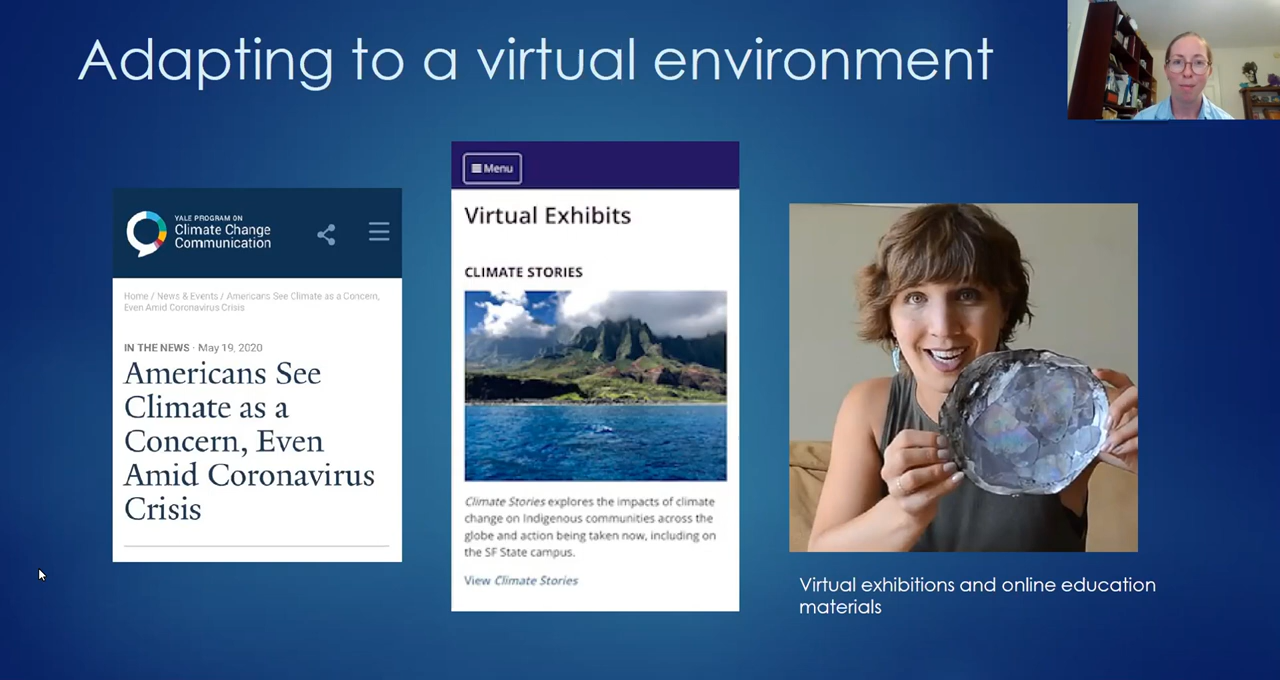 Adapting to a virtual environment
YALE PROGRAM ON
Climate Change
Communication
Home / News & Events / Americans See Climate as a Concern,
Even Amid Coronavirus Crisis
IN THE NEWS · May 19, 2020
Americans See
Climate as a
Concern, Even
Amid Coronavirus
Crisis
Menu
Virtual Exhibits
CLIMATE STORIES
Climate Stories explores the impacts of climate
change on Indigenous communities across the
globe and action being taken now, including on
the SF State campus.
View Climate Stories
Virtual exhibitions and online education
materials